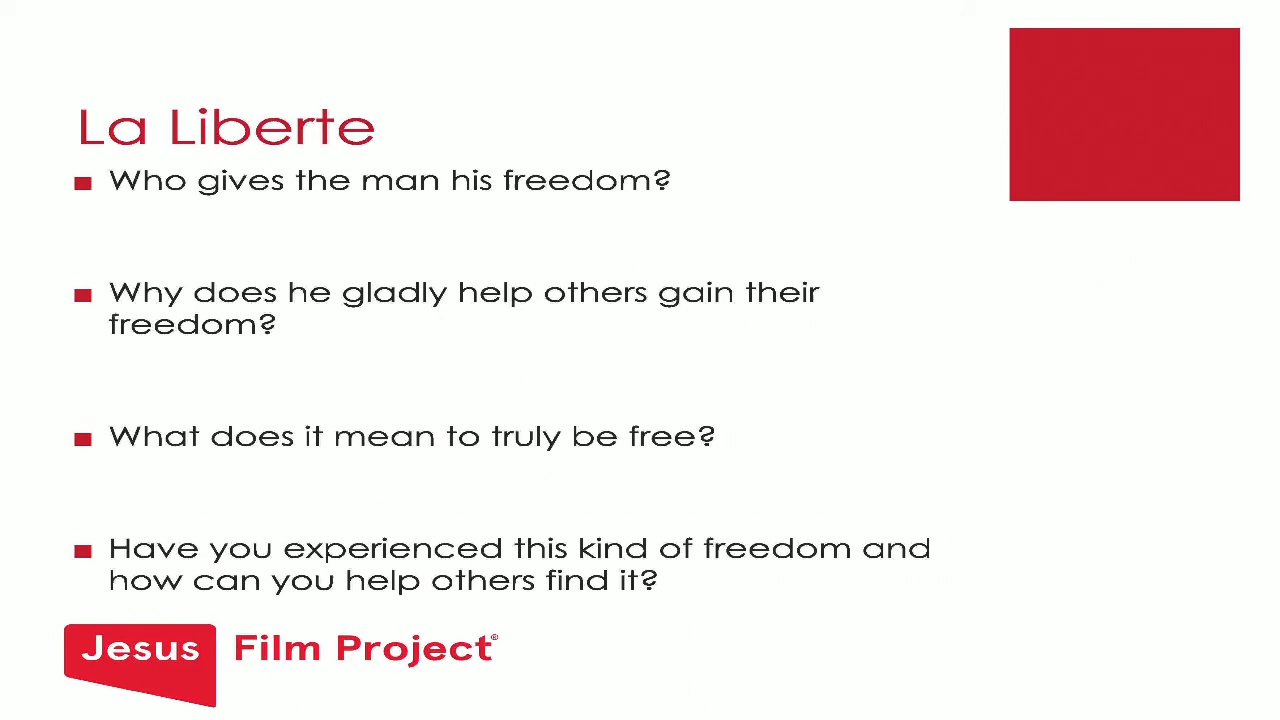 La Liberte
Who gives the man his freedom?
Why does he gladly help others gain their
freedom?
What does it mean to truly be free?
Have you experienced this kind of freedom and
how can you help others find it?
Jesus Film Project®